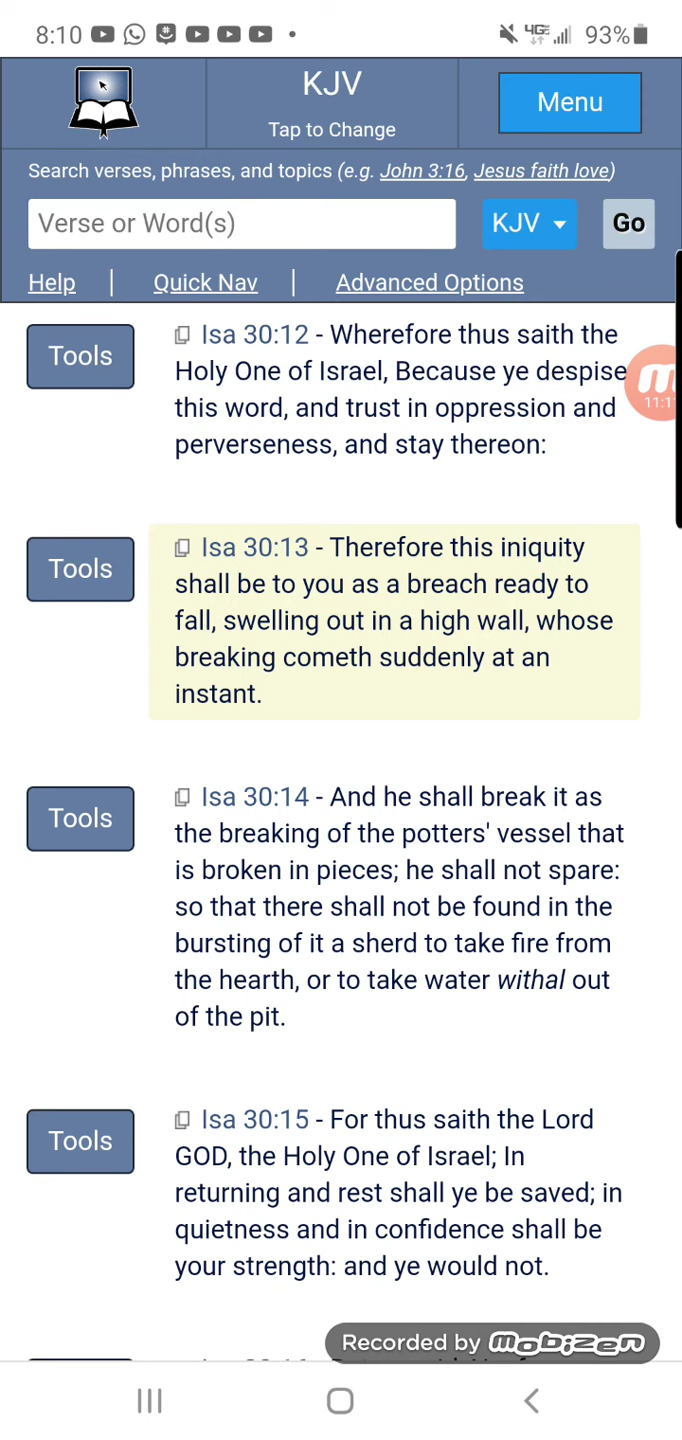 8:10
4GE 93%
KJV
Tap to Change
Menu
Search verses, phrases, and topics (e.g. John 3:16, Jesus faith love)
Verse or Word(s)
KJV
Go
Help | Quick Nav | Advanced Options
Tools
Isa 30:12 - Wherefore thus saith the
Holy One of Israel, Because ye despise
this word, and trust in oppression and
perverseness, and stay thereon:
m
11:1
Tools
Isa 30:13 - Therefore this iniquity
shall be to you as a breach ready to
fall, swelling out in a high wall, whose
breaking cometh suddenly at an
instant.
Tools
Isa 30:14 - And he shall break it as
the breaking of the potters' vessel that
is broken in pieces; he shall not spare:
so that there shall not be found in the
bursting of it a sherd to take fire from
the hearth, or to take water withal out
of the pit.
Tools
Isa 30:15 - For thus saith the Lord
GOD, the Holy One of Israel; In
returning and rest shall ye be saved; in
quietness and in confidence shall be
your strength: and ye would not.
Recorded by mobizen